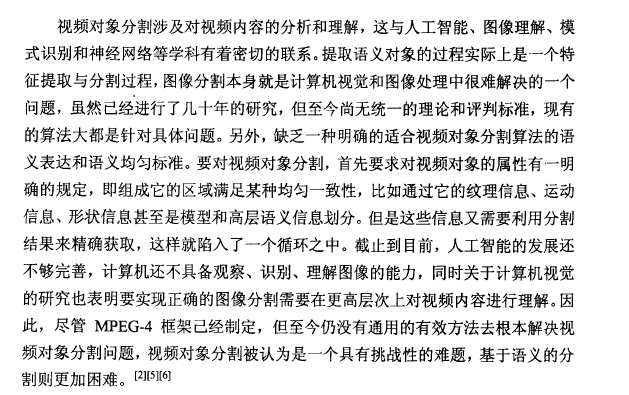 视频对象分割涉及对视频内容的分析和理解，这与人工智能、图像理解、模
式识别和神经网络等学科有着密切的联系。提取语义对象的过程实际上是一个特
征提取与分割过程，图像分割本身就是计算机视觉和图像处理中很难解决的一个
问题，虽然已经进行了几十年的研究，但至今尚无统一的理论和评判标准，现有
的算法大都是针对具体问题。另外，缺乏一种明确的适合视频对象分割算法的语
义表达和语义均匀标准。要对视频对象分割，首先要求对视频对象的属性有一明
确的规定，即组成它的区域满足某种均匀一致性，比如通过它的纹理信息、运动
信息、形状信息甚至是模型和高层语义信息划分。但是这些信息又需要利用分割
结果来精确获取，这样就陷入了一个循环之中。截止到目前，人工智能的发展还
不够完善，计算机还不具备观察、识别、理解图像的能力，同时关于计算机视觉
的研究也表明要实现正确的图像分割需要在更高层次上对视频内容进行理解。因
此，尽管 MPEG-4 框架己经制定，但至今仍没有通用的有效方法去根本解决视
频对象分割问题，视频对象分割被认为是一个具有挑战性的难题，基于语义的分
割则更加困难。[2][5][6]